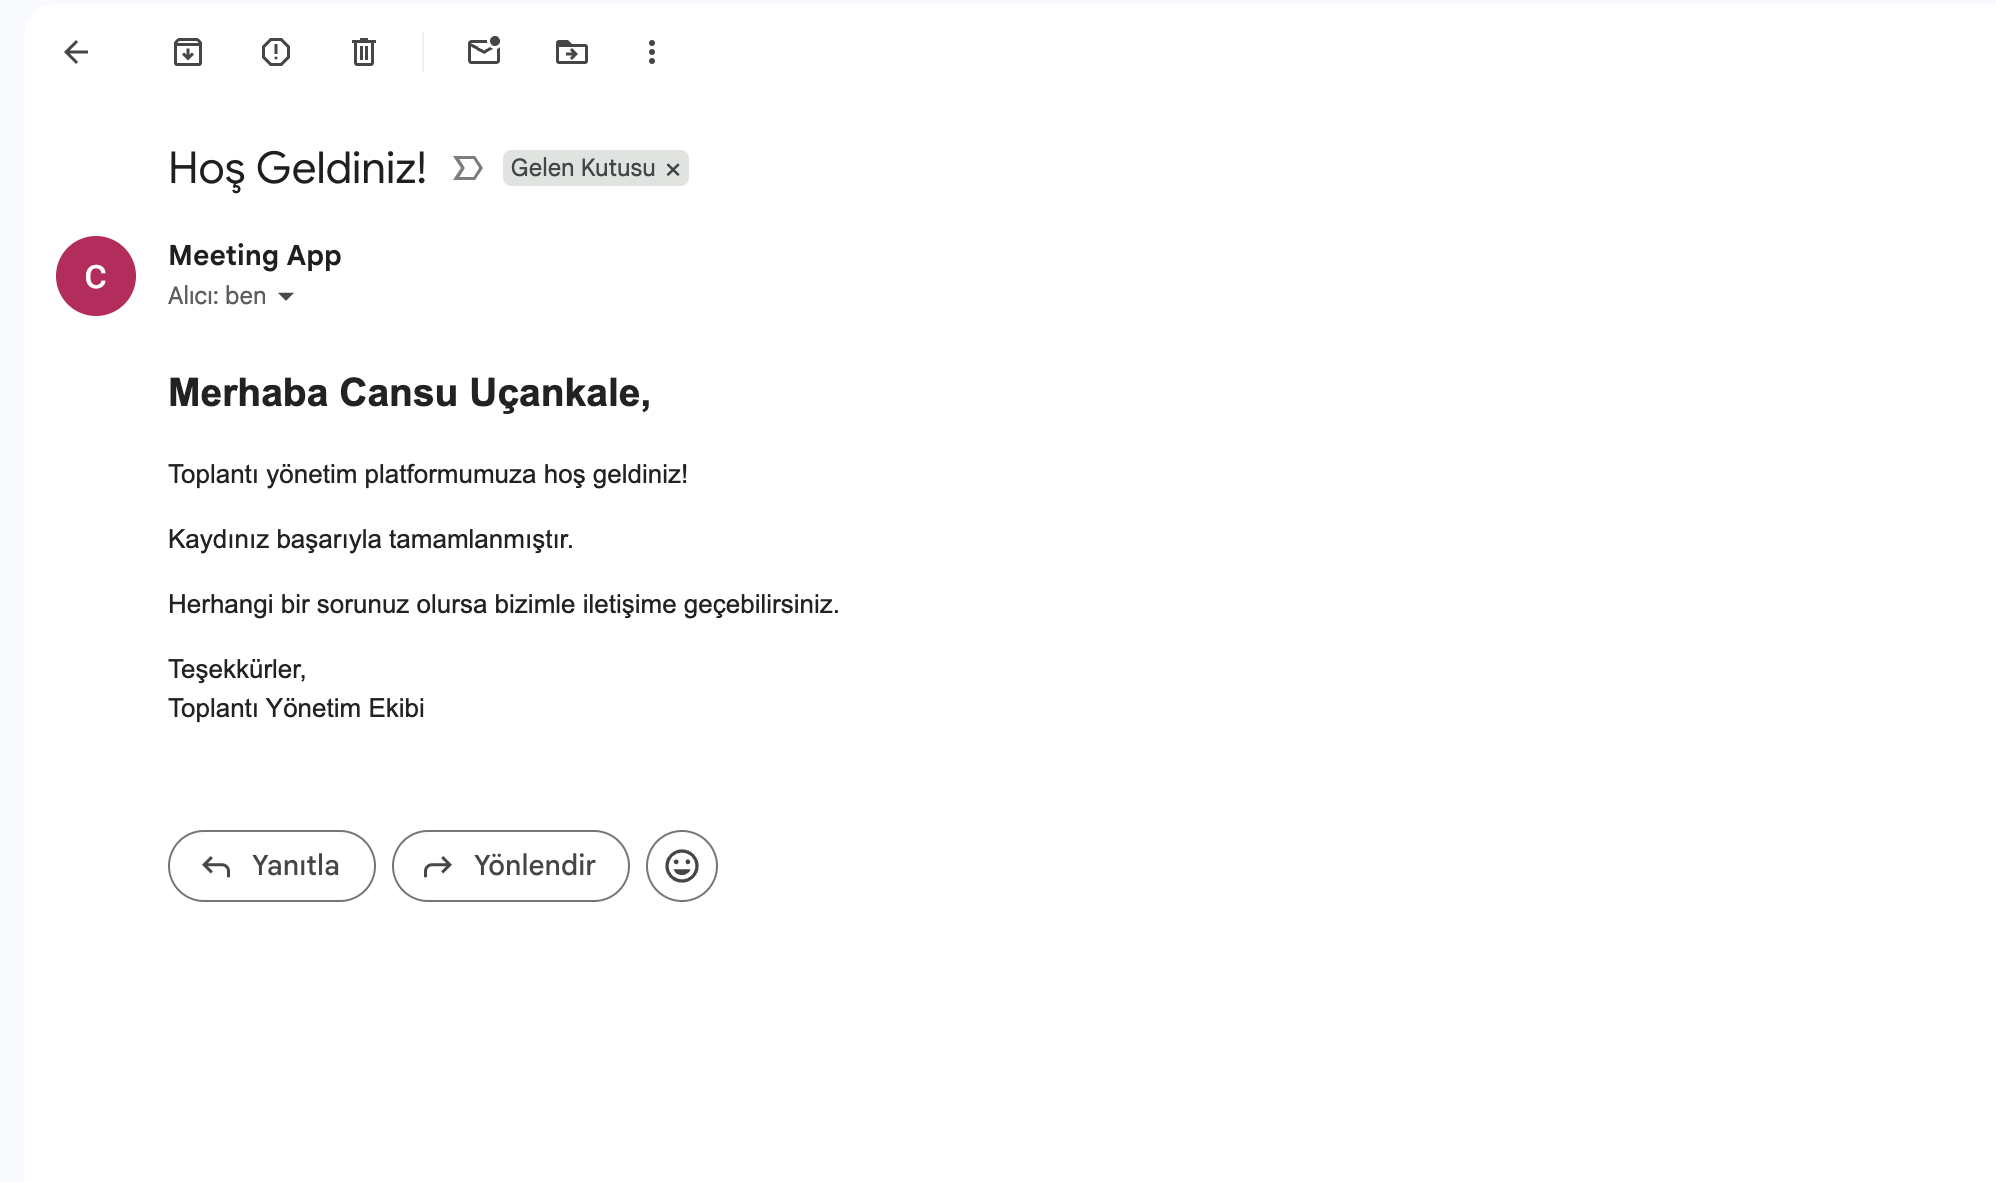 Hoş Geldiniz! Gelen Kutusu ×
C
Meeting App
Alıcı: ben
Merhaba Cansu Uçankale,
Toplantı yönetim platformumuza hoş geldiniz!
Kaydınız başarıyla tamamlanmıştır.
Herhangi bir sorunuz olursa bizimle iletişime geçebilirsiniz.
Teşekkürler,
Toplantı Yönetim Ekibi
Yanıtla Yönlendir